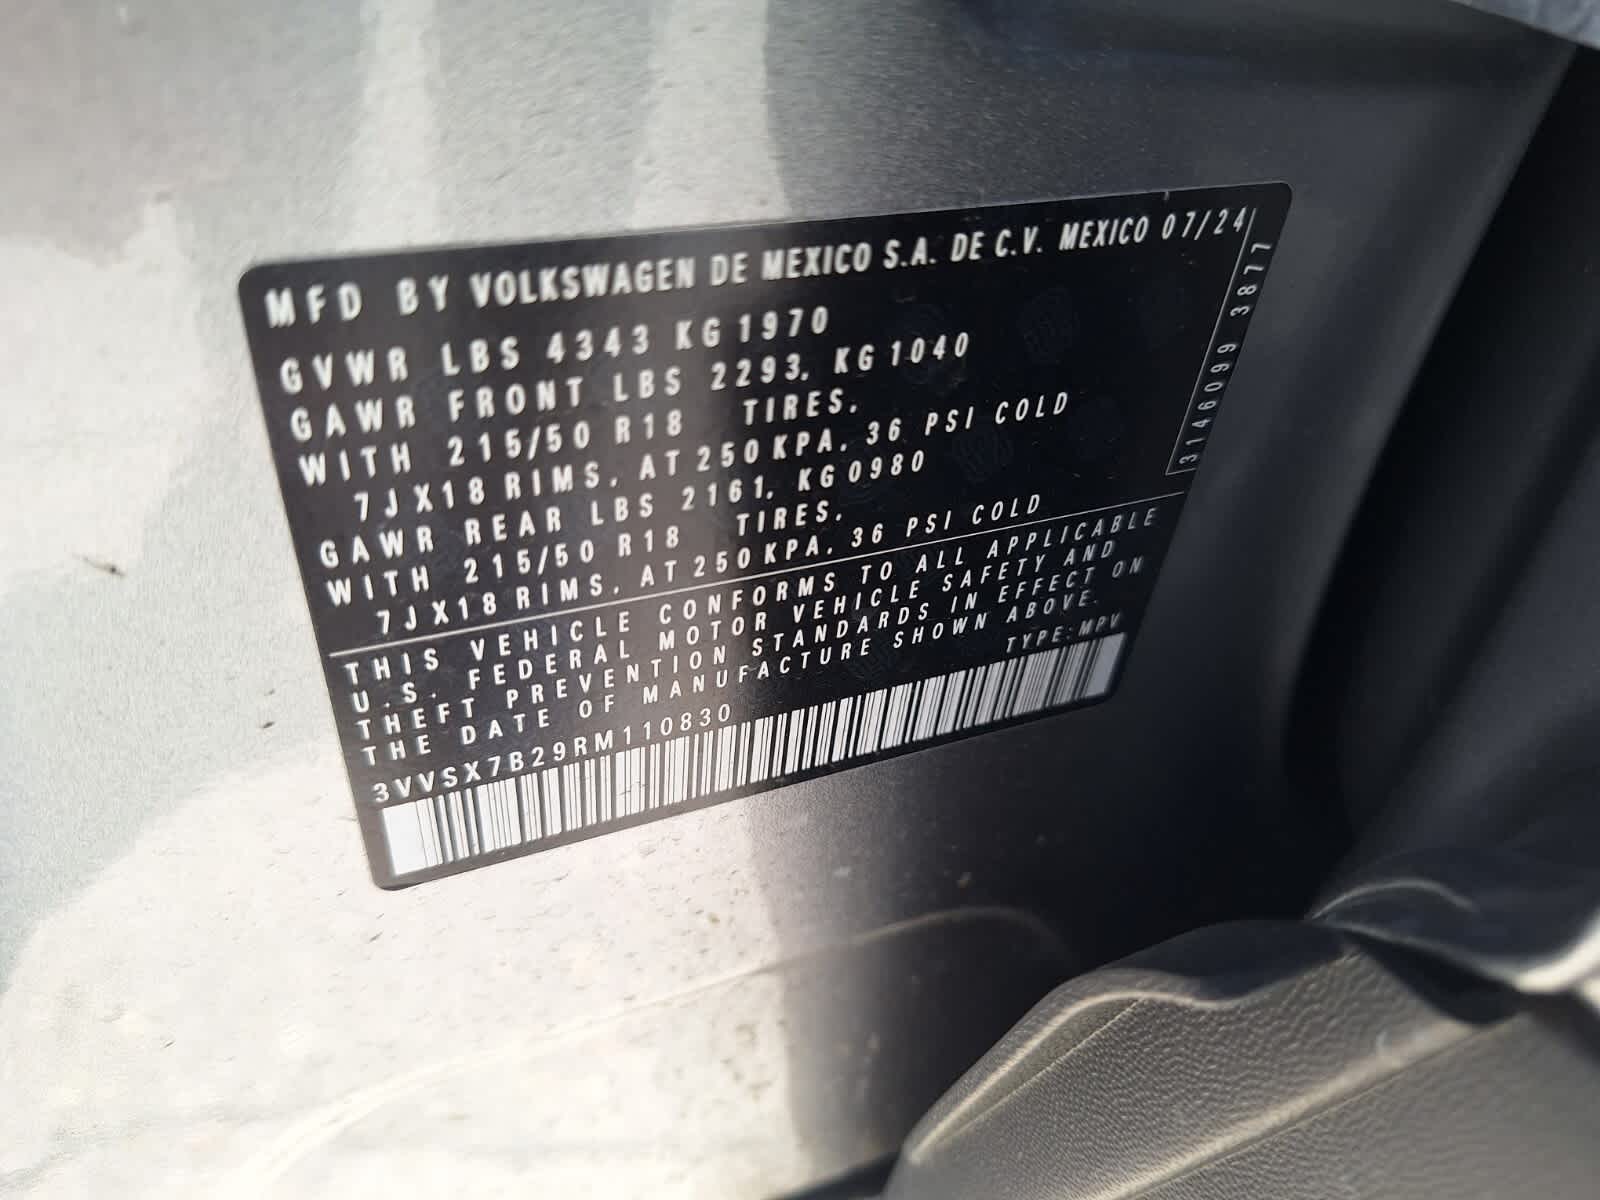 MFD BY VOLKSWAGEN DE MEXICO S.A. DE C.V. MEXICO 07/24
GVWR LBS 4343 KG 1970
GAWR FRONT LBS 2293, KG 1040
WITH 215/50 R18 TIRES,
7JX18 RIMS, AT 250 KPA, 36 PSI COLD
GAWR REAR LBS 2161, KG 0980
WITH 215/50 R18 TIRES,
7JX18 RIMS, AT 250 KPA, 36 PSI COLD
3146099 3877
THIS VEHICLE CONFORMS TO ALL APPLICABLE
U.S. FEDERAL MOTOR VEHICLE SAFETY AND
THEFT PREVENTION STANDARDS IN EFFECT ON
THE DATE OF MANUFACTURE SHOWN ABOVE.
TYPE: MPV
3VVSX7B29RM110830